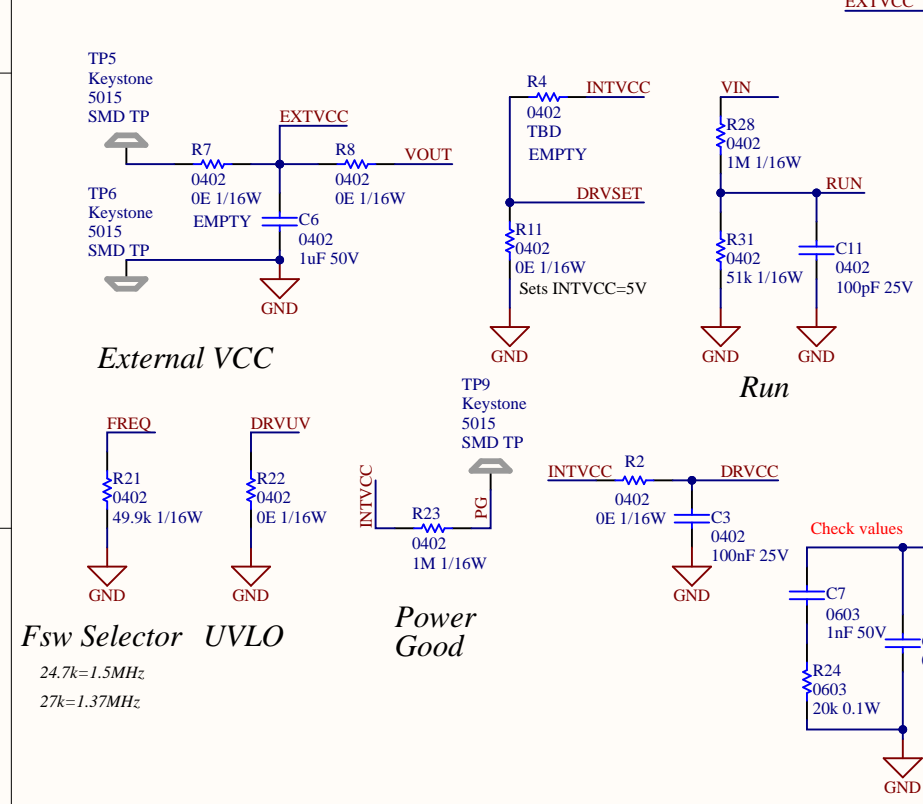 EXTVCC
TP5
Keystone
5015
SMD TP
EXTVCC
R7
0402
0E 1/16W
EMPTY
R8
0402
0E 1/16W
VOUT
TP6
Keystone
5015
SMD TP
C6
0402
1uF 50V
GND
External VCC
R4
0402
TBD
EMPTY
INTVCC
DRVSET
R11
0402
0E 1/16W
Sets INTVCC=5V
GND
VIN
R28
0402
1M 1/16W
RUN
R31
0402
51k 1/16W
C11
0402
100pF 25V
GND
GND
Run
FREQ
R21
0402
49.9k 1/16W
GND
Fsw Selector
24.7k=1.5MHz
27k=1.37MHz
DRVUV
R22
0402
0E 1/16W
GND
UVLO
TP9
Keystone
5015
SMD TP
INTVCC
R23
0402
1M 1/16W
PG
Power
Good
INTVCC
R2
0402
0E 1/16W
DRVCC
C3
0402
100nF 25V
GND
Check values
C7
0603
1nF 50V
R24
0603
20k 0.1W
GND